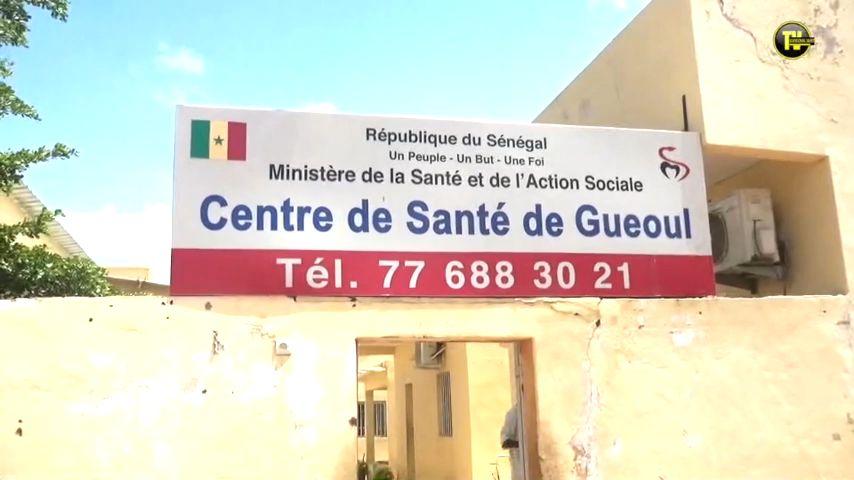 République du Sénégal
Un Peuple - Un But - Une Foi
Ministère de la Santé et de l'Action Sociale
Centre de Santé de Gueoul
Tél. 77 688 30 21